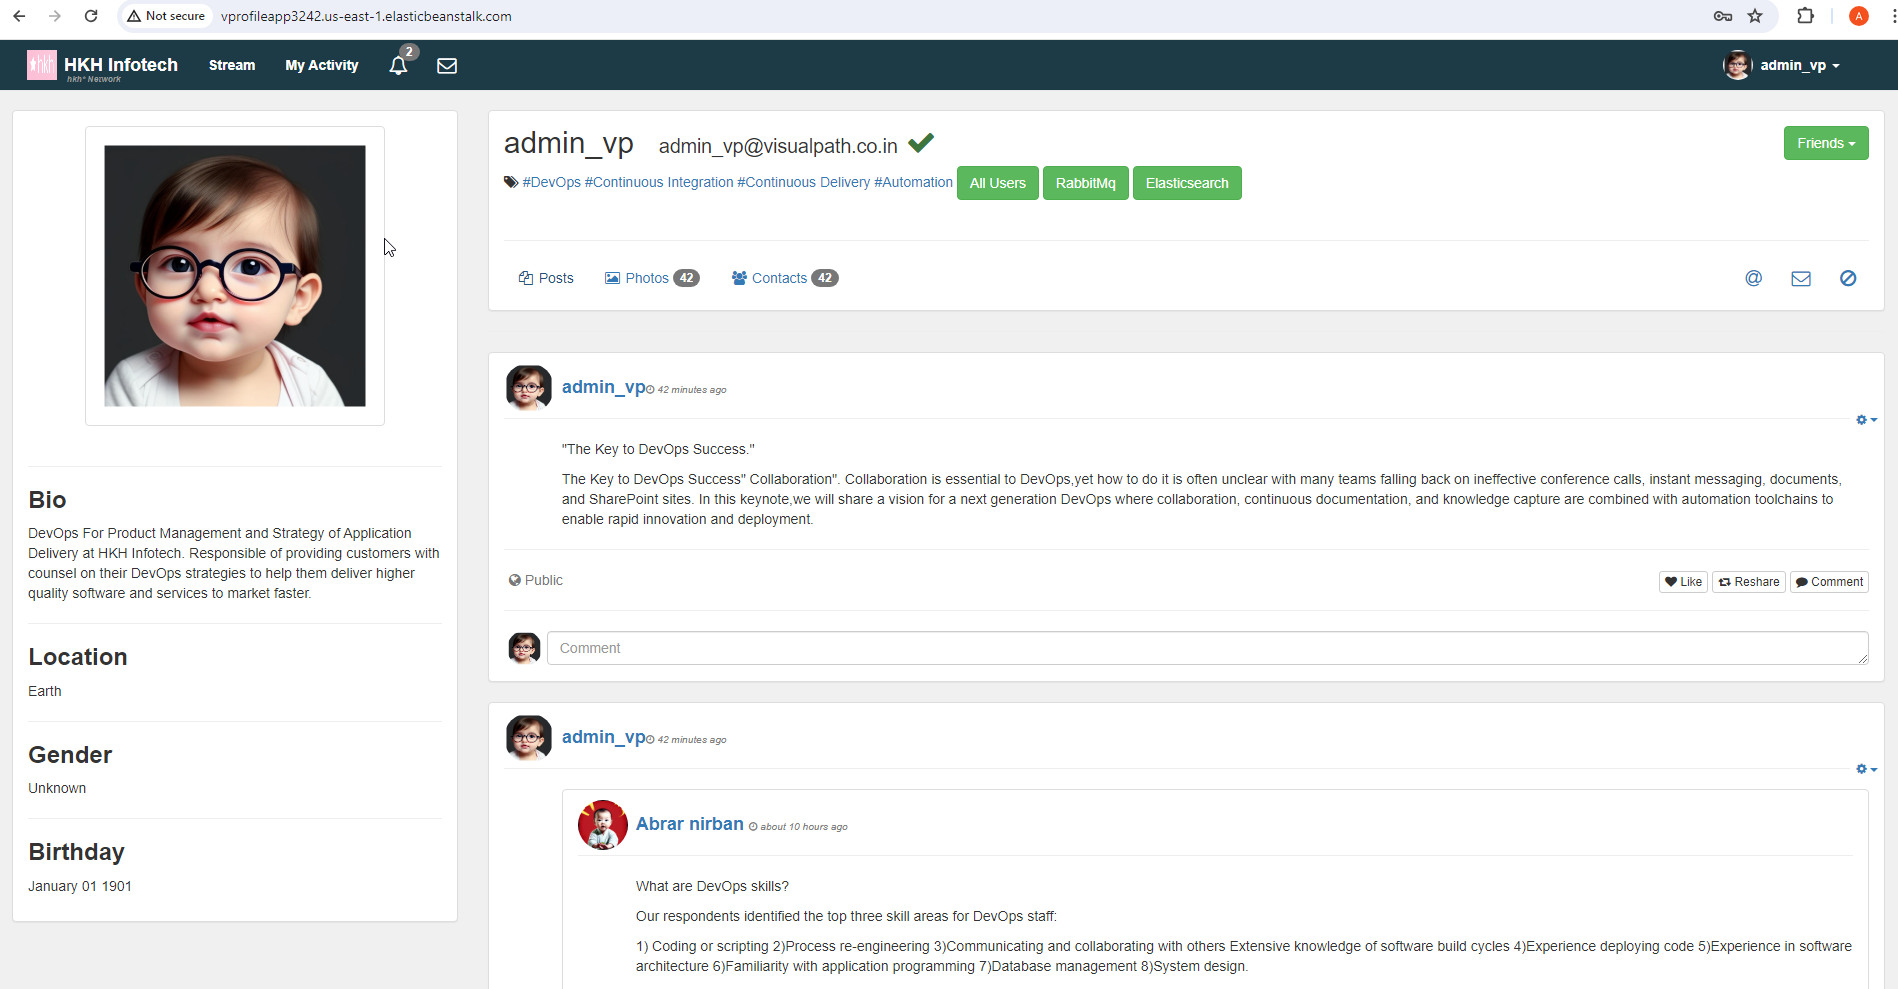 Not secure vprofileapp3242.us-east-1.elasticbeanstalk.com
A
hkh
HKH Infotech
hkh* Network
Stream
My Activity
2
admin_vp
admin_vp admin_vp@visualpath.co.in
Friends
#DevOps #Continuous Integration #Continuous Delivery #Automation All Users RabbitMq Elasticsearch
Posts Photos 42 Contacts 42
@
Bio
DevOps For Product Management and Strategy of Application
Delivery at HKH Infotech. Responsible of providing customers with
counsel on their DevOps strategies to help them deliver higher
quality software and services to market faster.
Location
Earth
Gender
Unknown
Birthday
January 01 1901
admin_vp 42 minutes ago
"The Key to DevOps Success."
The Key to DevOps Success" Collaboration". Collaboration is essential to DevOps,yet how to do it is often unclear with many teams falling back on ineffective conference calls, instant messaging, documents,
and SharePoint sites. In this keynote,we will share a vision for a next generation DevOps where collaboration, continuous documentation, and knowledge capture are combined with automation toolchains to
enable rapid innovation and deployment.
Public
Like Reshare Comment
Comment
admin_vp 42 minutes ago
Abrar nirban about 10 hours ago
What are DevOps skills?
Our respondents identified the top three skill areas for DevOps staff:
1) Coding or scripting 2)Process re-engineering 3)Communicating and collaborating with others Extensive knowledge of software build cycles 4)Experience deploying code 5)Experience in software
architecture 6)Familiarity with application programming 7)Database management 8)System design.